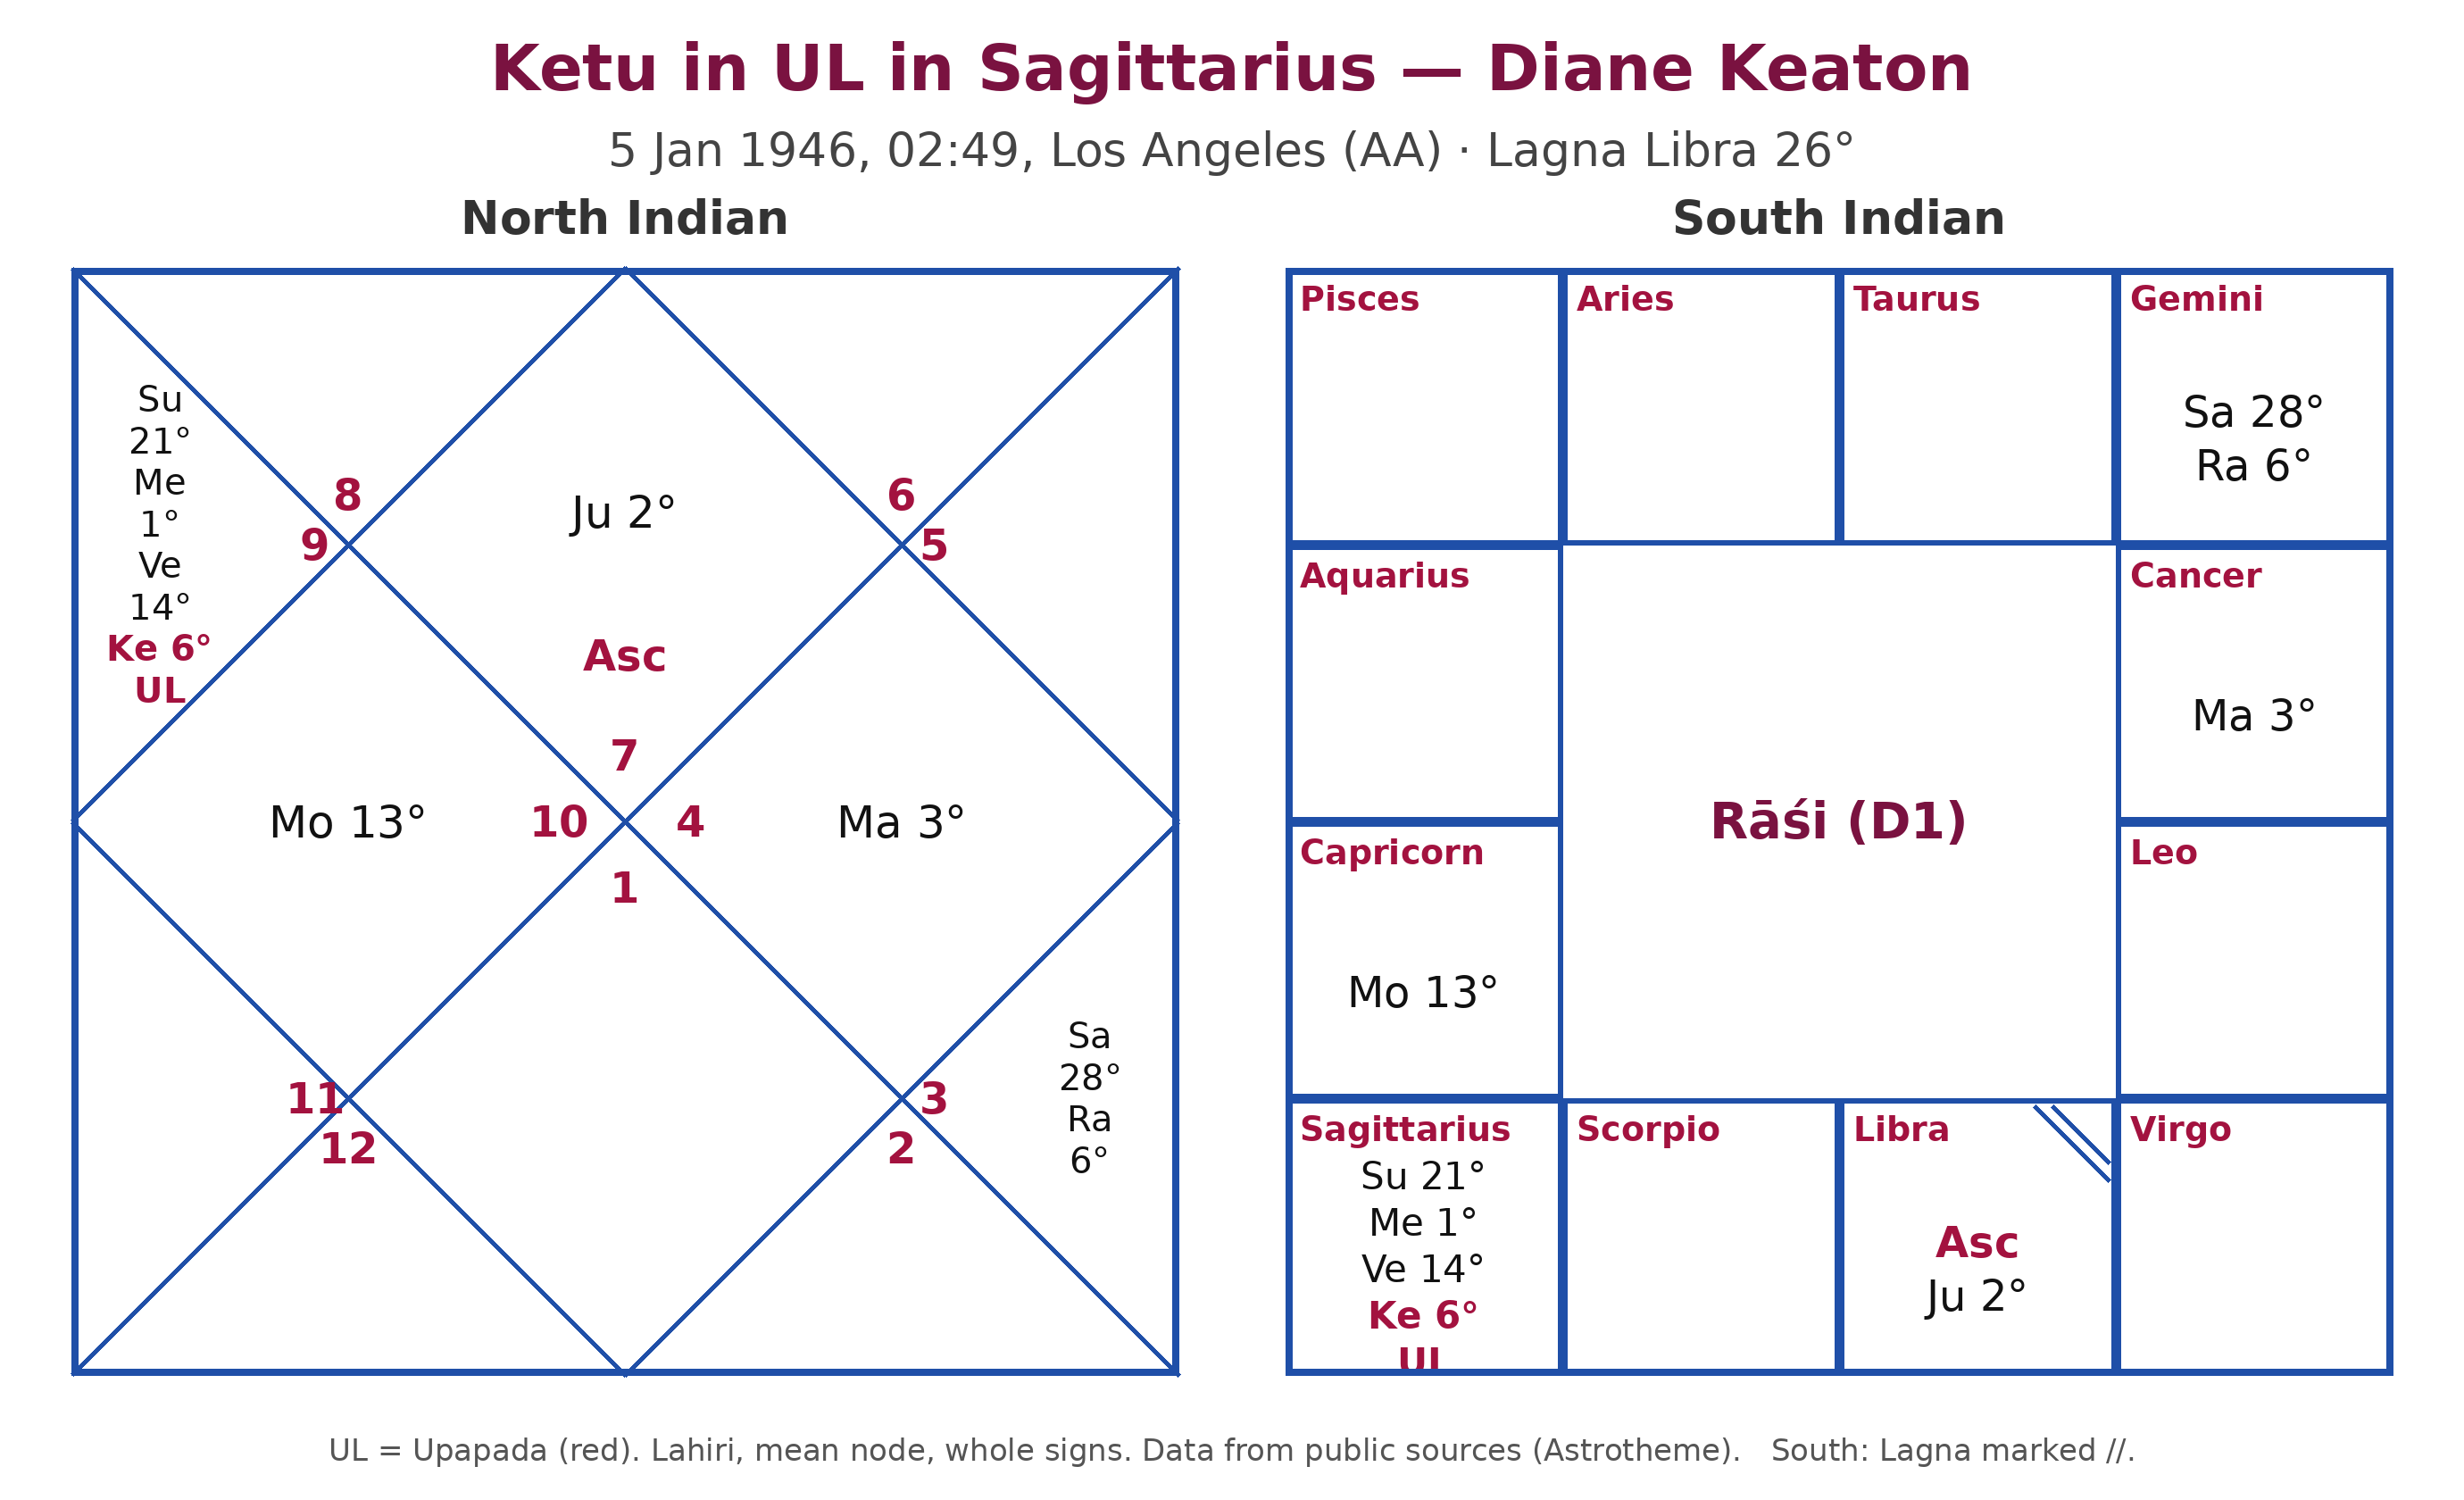 Ketu in UL in Sagittarius — Diane Keaton
5 Jan 1946, 02:49, Los Angeles (AA) · Lagna Libra 26°
North Indian
Su
21°
Me
1°
Ve
14°
Ke 6°
UL
8
9
Ju 2°
Asc
7
6
5
Mo 13°
10
4
Ma 3°
1
11
12
3
2
Sa
28°
Ra
6°
South Indian
Pisces
Aries
Taurus
Gemini
Sa 28°
Ra 6°
Aquarius
Cancer
Ma 3°
Rāśi (D1)
Capricorn
Mo 13°
Leo
Sagittarius
Su 21°
Me 1°
Ve 14°
Ke 6°
UL
Scorpio
Libra
Asc
Ju 2°
Virgo
UL = Upapada (red). Lahiri, mean node, whole signs. Data from public sources (Astrotheme). South: Lagna marked //.